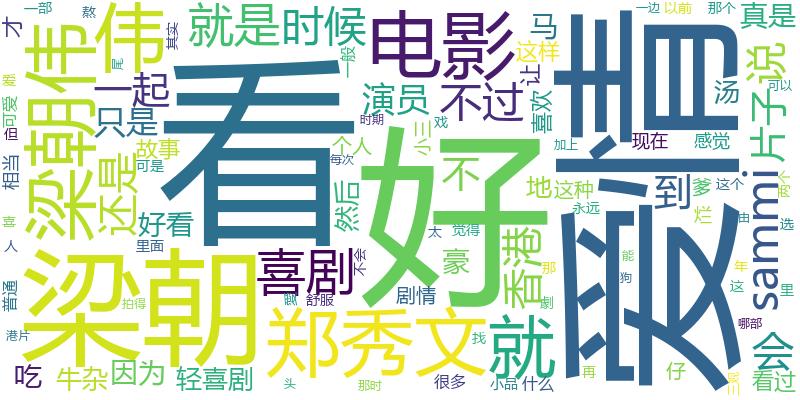 一部
熬
才
伟
就是
时候
其实
电影
马
一边
以前
那个
真是
这样
让
梁朝伟
尾
一起
一般
演员
不过
喜欢
爱情
汤
片子
说
可爱
只是
看
时期
小三
戏
加上
现在
感觉
可以
相当
故事
还是
可是
个人
每次
不
好
地
这种
到
爹
这个
两个
sammi
好看
里面
然后
太
觉得
永远
烂
由
选
喜
人
喜剧
不会
豪
香港
那
能
狗
年
这
里
普通
梁朝
拍得
舒服
剧情
劇
哪部
港片
郑秀文
就
找
会
吃
牛杂
因为
轻喜剧
头
那时
很多
小品
什么
再
仔
看过